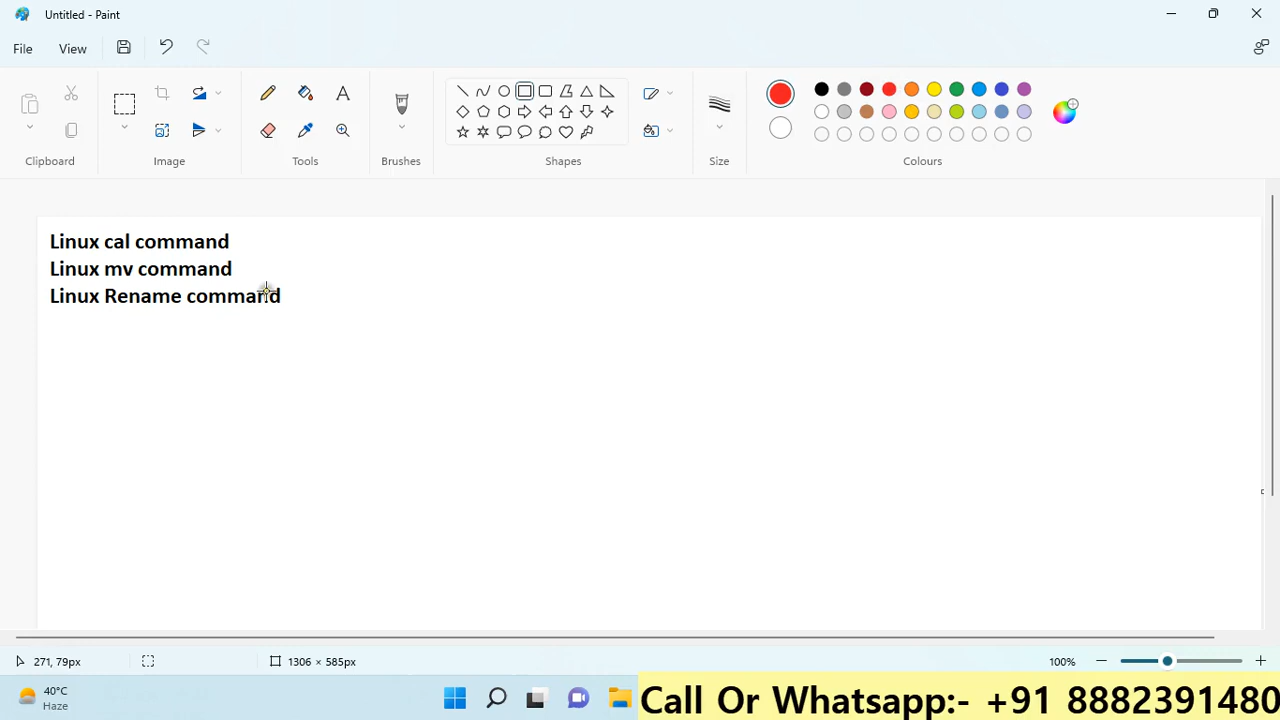 Untitled - Paint
File View
Clipboard
Image
Tools
Brushes
Shapes
Size
Colours
Linux cal command
Linux mv command
Linux Rename command
271, 79px
1306 × 585px
100%
40°C
Haze
Call Or Whatsapp:- +91 8882391480